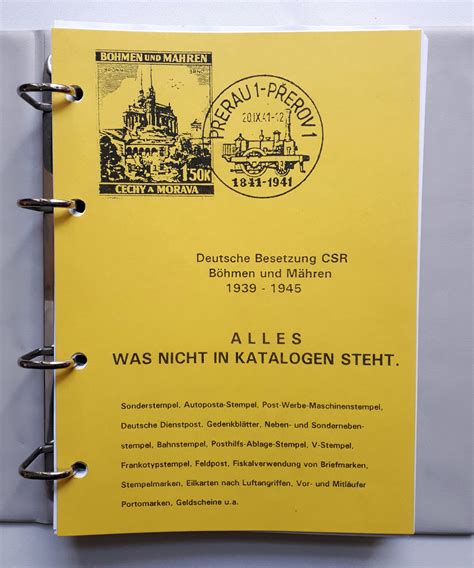 BÖHMEN UND MÄHREN
1·50K
ČECHY A MORAVA
PŘERAU 1-PŘEROV 1
20.IX.41-12
1841-1941
Deutsche Besetzung CSR
Böhmen und Mähren
1939 - 1945
ALLES
WAS NICHT IN KATALOGEN STEHT.
Sonderstempel, Autoposta-Stempel, Post-Werbe-Maschinenstempel,
Deutsche Dienstpost, Gedenkblätter, Neben- und Sonderneben-
stempel, Bahnstempel, Posthilfs-Ablage-Stempel, V-Stempel,
Frankotypstempel, Feldpost, Fiskalverwendung von Briefmarken,
Stempelmarken, Eilkarten nach Luftangriffen, Vor- und Mitläufer
Portomarken, Geldscheine u.a.